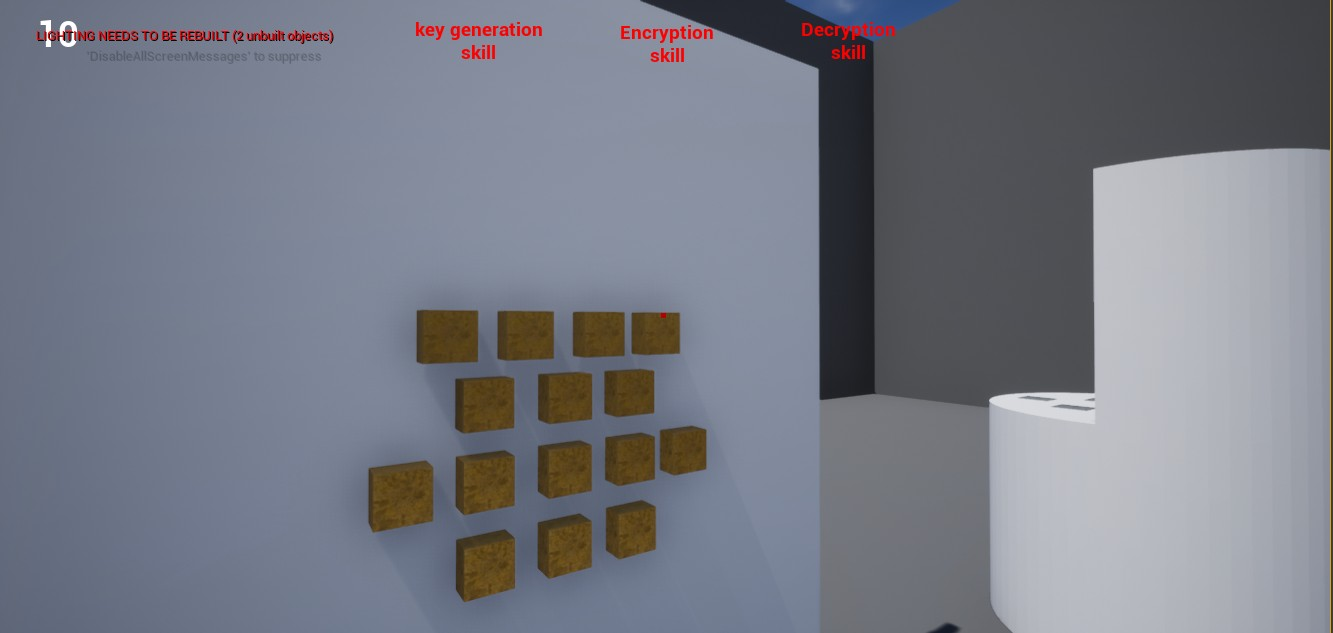 10
LIGHTING NEEDS TO BE REBUILT (2 unbuilt objects)
'DisableAllScreenMessages' to suppress
key generation
skill
Encryption
skill
Decryption
skill